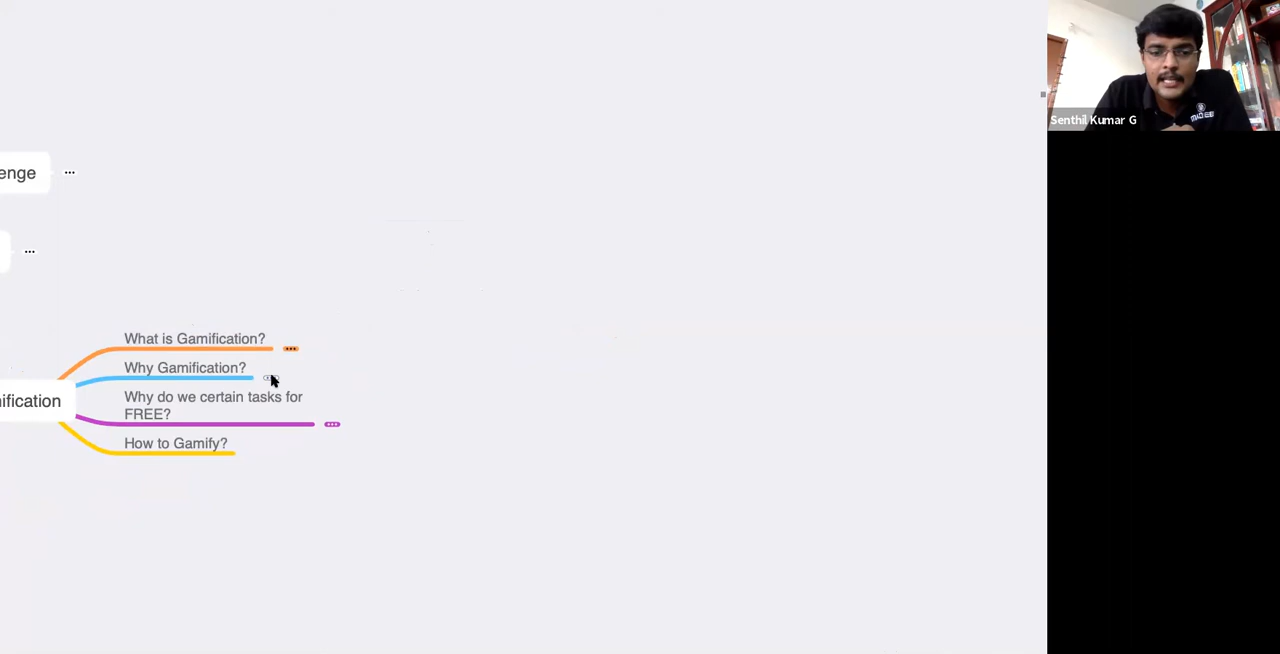 Senthil Kumar G
enge
What is Gamification?
Why Gamification?
Why do we certain tasks for
FREE?
ification
How to Gamify?